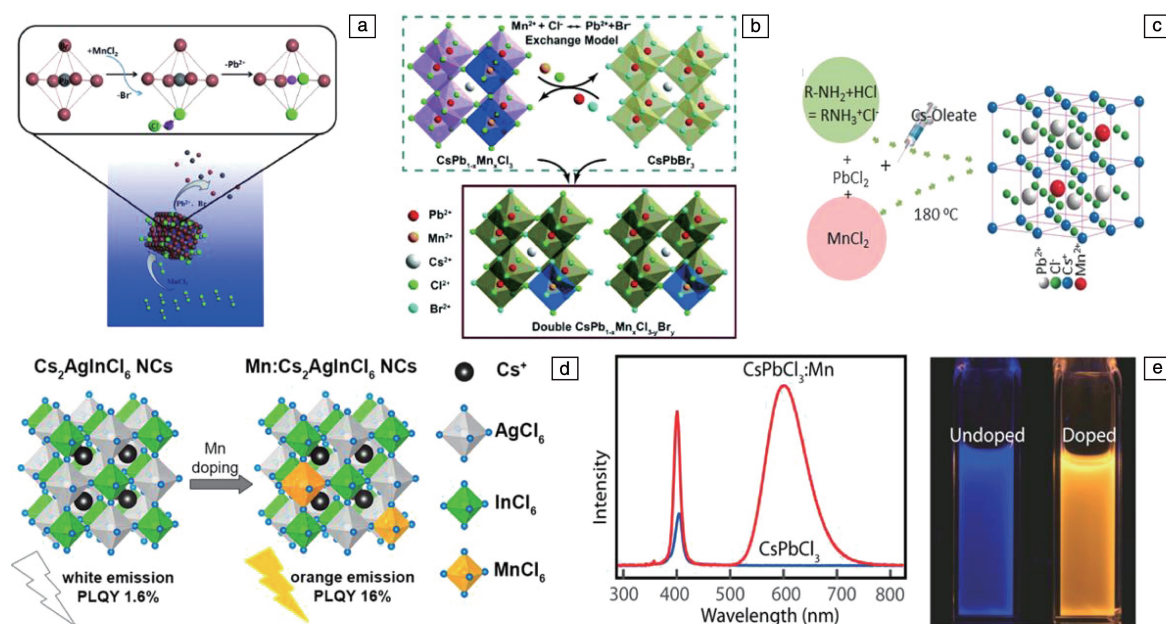 a
+MnCl₂
-Br⁻
-Pb²⁺
Pb²⁺, Br⁻
MnCl₂
b
Mn²⁺ + Cl⁻ ↔ Pb²⁺+Br⁻
Exchange Model
CsPb₁₋ₓMnₓCl₃
CsPbBr₃
Pb²⁺
Mn²⁺
Cs²⁺
Cl²⁺
Br²⁺
Double CsPb₁₋ₓMnₓCl₃₋ᵧBrᵧ
c
R-NH₂+HCl
= RNH₃⁺Cl⁻
+
PbCl₂
+
MnCl₂
+
Cs-Oleate
180 ⁰C
Pb²⁺
Cl⁻
Cs⁺
Mn²⁺
Cs₂AgInCl₆ NCs
Mn:Cs₂AgInCl₆ NCs
Cs⁺
d
Mn
doping
AgCl₆
InCl₆
MnCl₆
white emission
PLQY 1.6%
orange emission
PLQY 16%
e
CsPbCl₃:Mn
CsPbCl₃
Intensity
300 400 500 600 700 800
Wavelength (nm)
Undoped
Doped